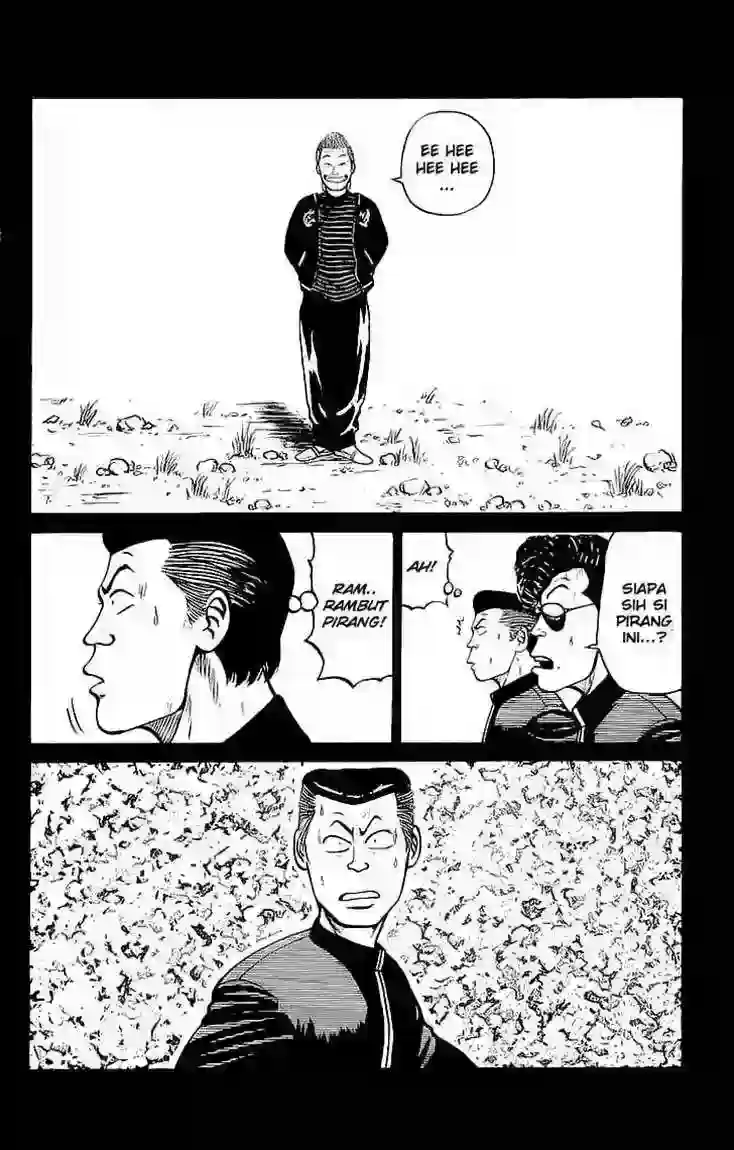 EE HEE
HEE HEE
...
RAM..
RAMBUT
PIRANG!
AH!
SIAPA
SIH SI
PIRANG
INI...?